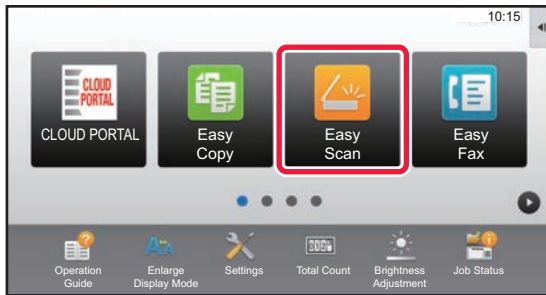 10:15
CLOUD
PORTAL
CLOUD PORTAL
Easy
Copy
Easy
Scan
Easy
Fax
Operation
Guide
Enlarge
Display Mode
Settings
Total Count
Brightness
Adjustment
Job Status